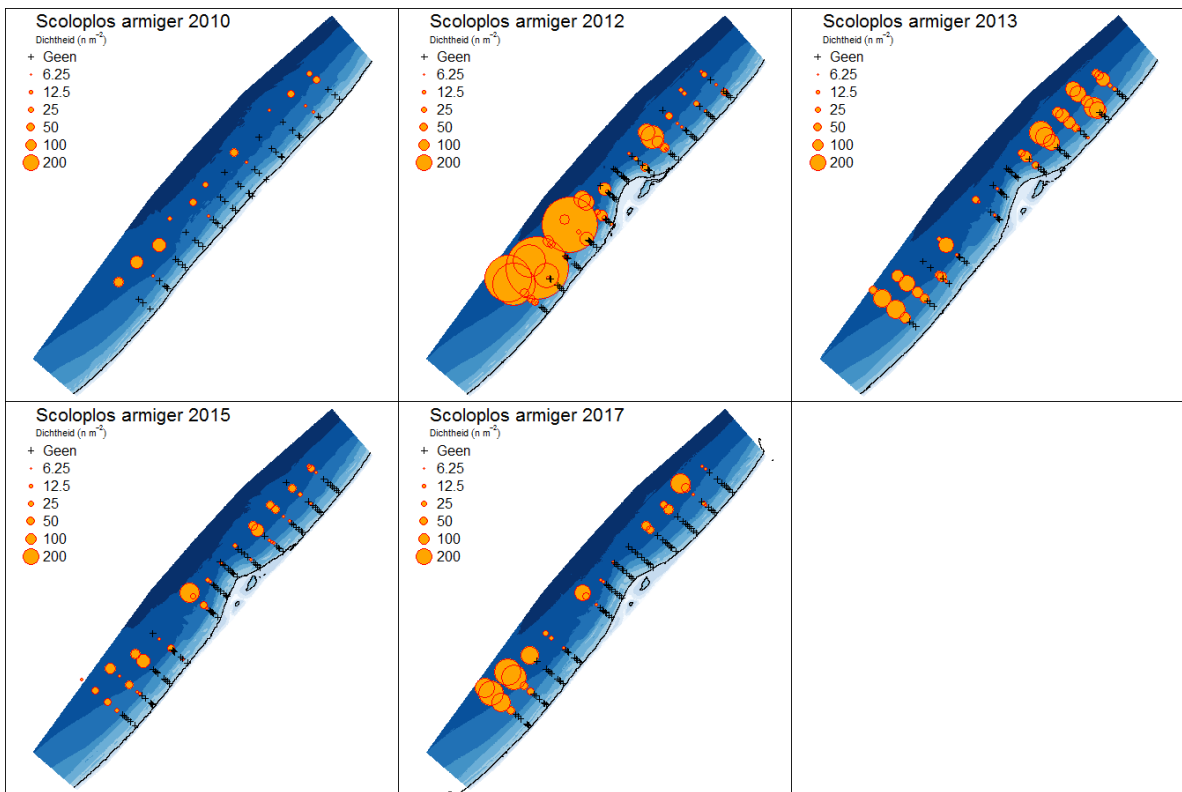 Scoloplos armiger 2010
Dichtheid (n m⁻²)
+ Geen
6.25
12.5
25
50
100
200
Scoloplos armiger 2012
Dichtheid (n m⁻²)
+ Geen
6.25
12.5
25
50
100
200
Scoloplos armiger 2013
Dichtheid (n m⁻²)
+ Geen
6.25
12.5
25
50
100
200
Scoloplos armiger 2015
Dichtheid (n m⁻²)
+ Geen
6.25
12.5
25
50
100
200
Scoloplos armiger 2017
Dichtheid (n m⁻²)
+ Geen
6.25
12.5
25
50
100
200